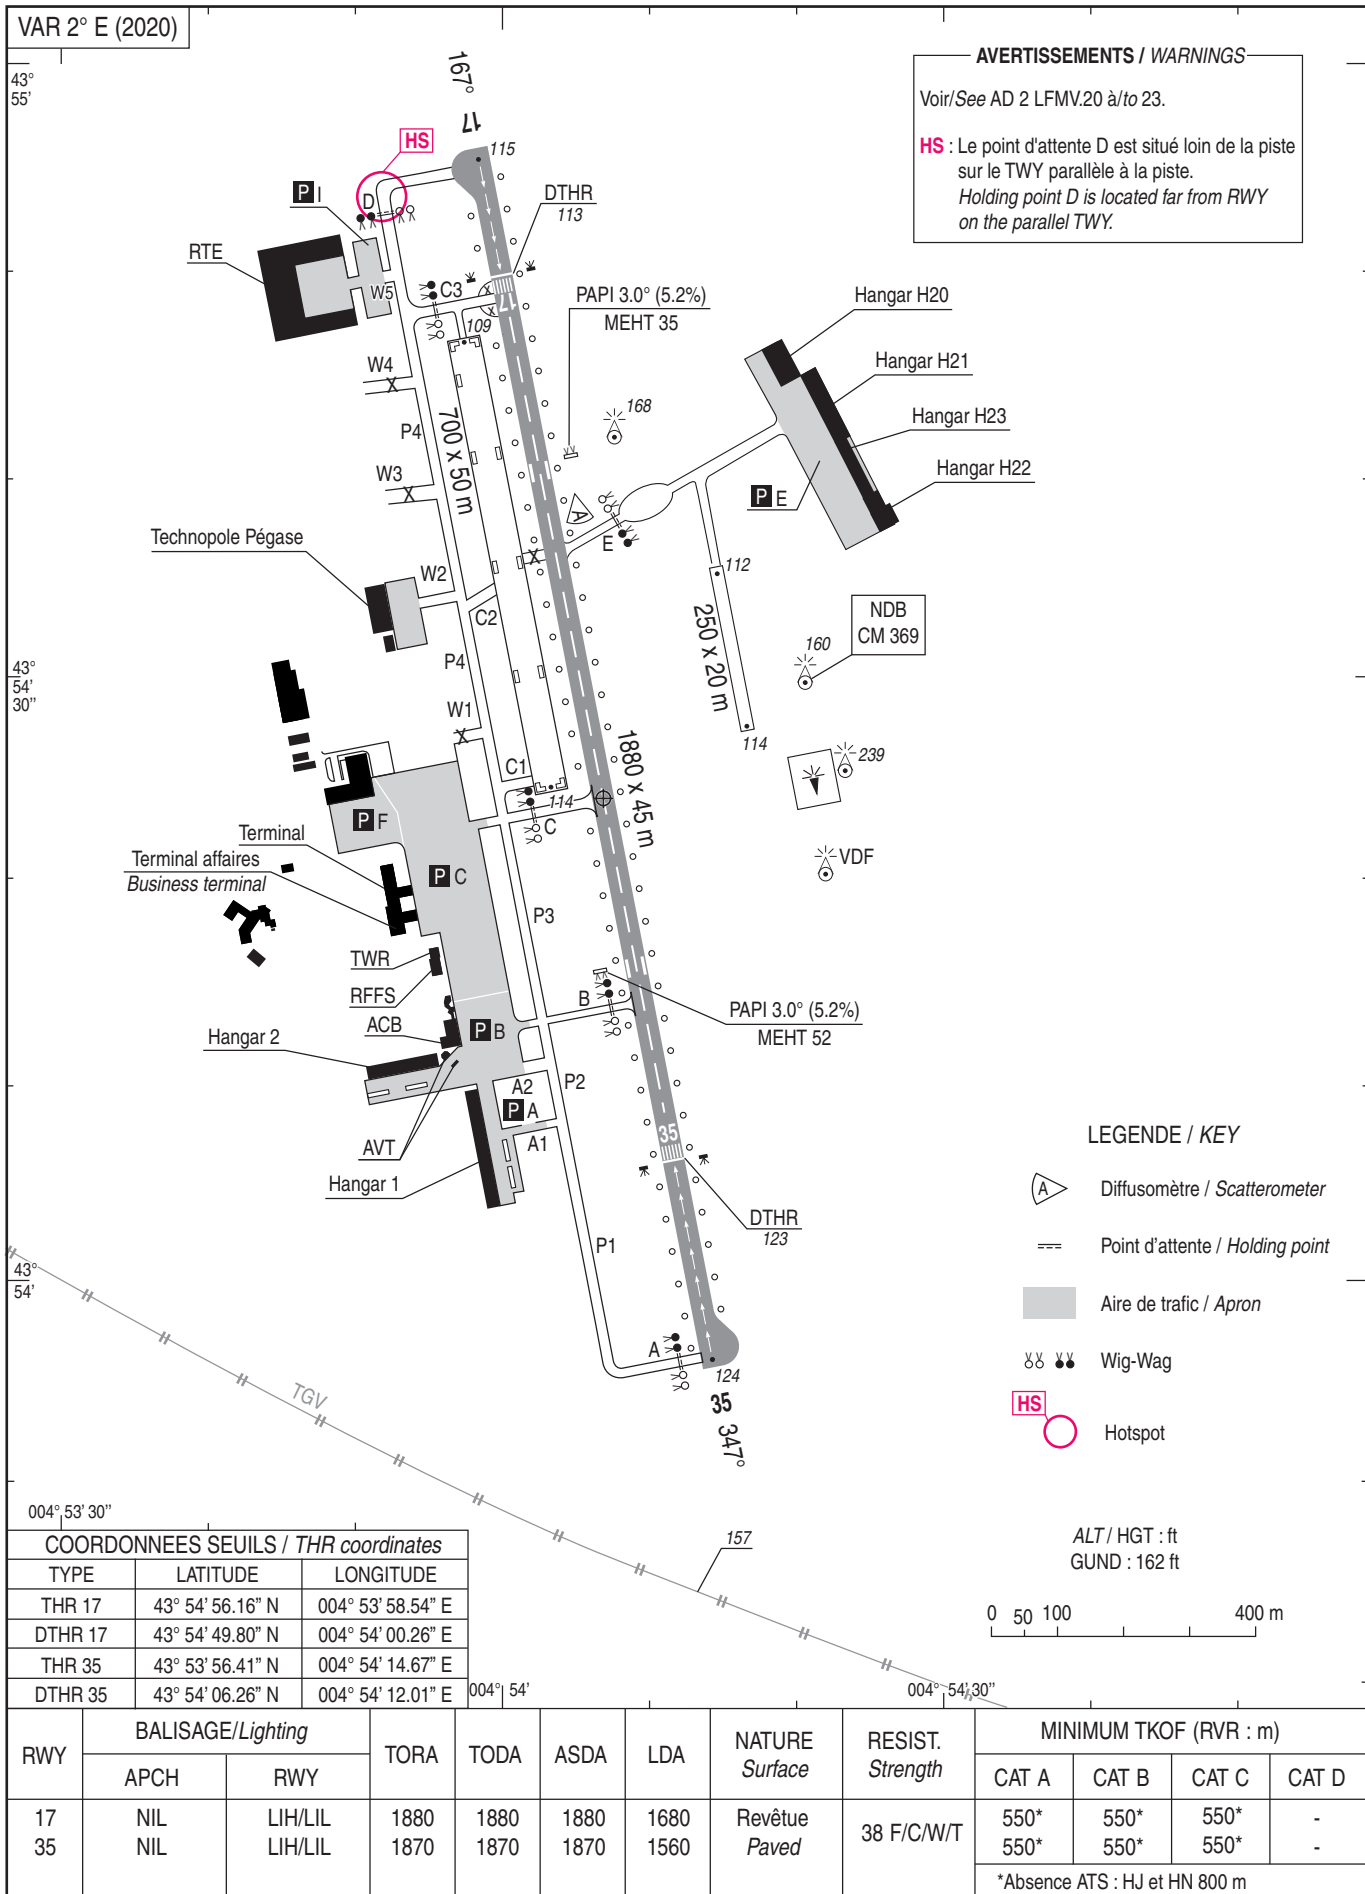 VAR 2° E (2020)
43°
55'
167°
17
115
HS
P I
D
DTHR
113
RTE
W5
C3
109
17
PAPI 3.0° (5.2%)
MEHT 35
AVERTISSEMENTS / WARNINGS
Voir/See AD 2 LFMV.20 à/to 23.
HS : Le point d'attente D est situé loin de la piste
sur le TWY parallèle à la piste.
Holding point D is located far from RWY
on the parallel TWY.
Hangar H20
Hangar H21
Hangar H23
Hangar H22
W4
168
P4
700 x 50 m
W3
P E
A
E
Technopole Pégase
W2
C2
112
250 x 20 m
NDB
CM 369
160
43°
54'
30"
P4
W1
114
239
C1
114
C
1880 x 45 m
P F
Terminal
Terminal affaires
Business terminal
P C
VDF
P3
TWR
RFFS
B
PAPI 3.0° (5.2%)
MEHT 52
ACB
P B
Hangar 2
A2
P2
P A
35
A1
AVT
Hangar 1
DTHR
123
P1
43°
54'
A
124
35
347°
TGV
LEGENDE / KEY
A Diffusomètre / Scatterometer
Point d'attente / Holding point
Aire de trafic / Apron
Wig-Wag
HS
Hotspot
004° 53' 30"
157
ALT / HGT : ft
GUND : 162 ft
0 50 100 400 m
COORDONNEES SEUILS / THR coordinates
TYPE LATITUDE LONGITUDE
THR 17 43° 54' 56.16" N 004° 53' 58.54" E
DTHR 17 43° 54' 49.80" N 004° 54' 00.26" E
THR 35 43° 53' 56.41" N 004° 54' 14.67" E
DTHR 35 43° 54' 06.26" N 004° 54' 12.01" E
004° 54'
004° 54' 30"
RWY BALISAGE/Lighting TORA TODA ASDA LDA NATURE RESIST. MINIMUM TKOF (RVR : m)
Surface Strength
APCH RWY CAT A CAT B CAT C CAT D
17 NIL LIH/LIL 1880 1880 1880 1680 Revêtue 38 F/C/W/T 550* 550* 550* -
35 NIL LIH/LIL 1870 1870 1870 1560 Paved 550* 550* 550* -
*Absence ATS : HJ et HN 800 m